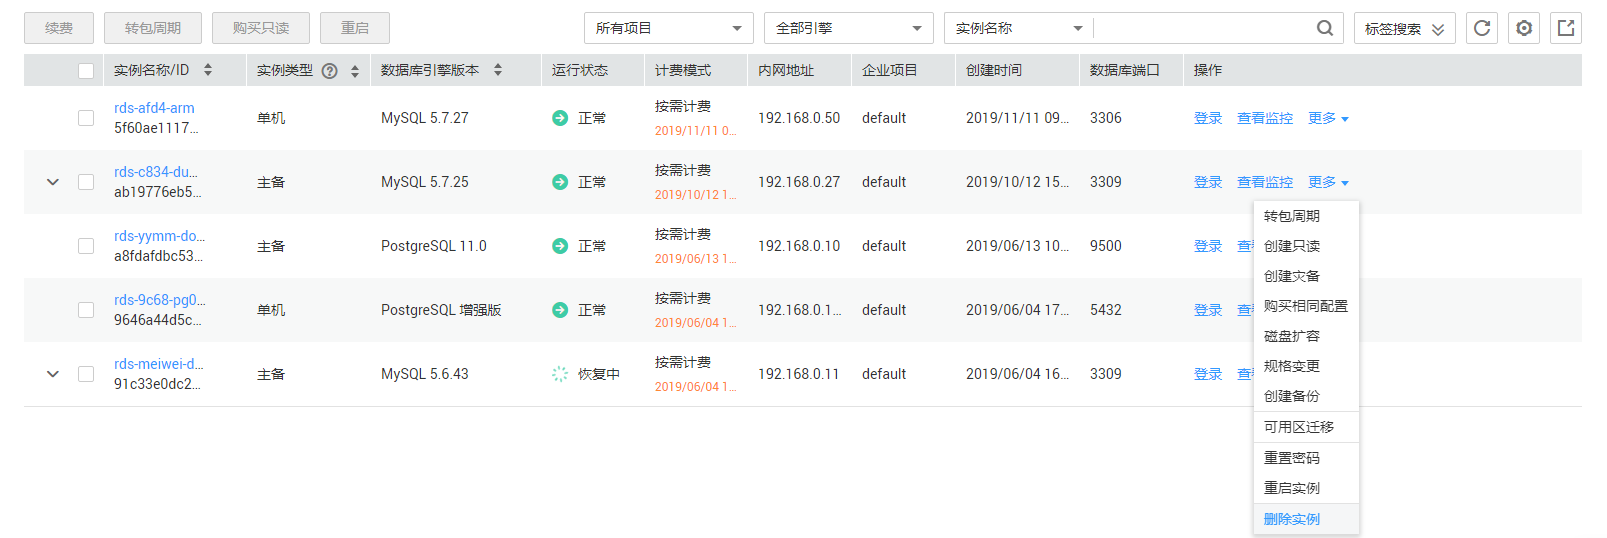 续费 转包周期 购买只读 重启 所有项目 全部引擎 实例名称 标签搜索
实例名称/ID 实例类型 数据库引擎版本 运行状态 计费模式 内网地址 企业项目 创建时间 数据库端口 操作
rds-afd4-arm
5f60ae1117...
单机 MySQL 5.7.27 正常
按需计费
2019/11/11 0...
192.168.0.50 default 2019/11/11 09... 3306 登录 查看监控 更多
rds-c834-du...
ab19776eb5...
主备 MySQL 5.7.25 正常
按需计费
2019/10/12 1...
192.168.0.27 default 2019/10/12 15... 3309 登录 查看监控 更多
rds-yymm-do...
a8fdafdbc53...
主备 PostgreSQL 11.0 正常
按需计费
2019/06/13 1...
192.168.0.10 default 2019/06/13 10... 9500 登录
rds-9c68-pg0...
9646a44d5c...
单机 PostgreSQL 增强版 正常
按需计费
2019/06/04 1...
192.168.0.1... default 2019/06/04 17... 5432 登录
rds-meiwei-d...
91c33e0dc2...
主备 MySQL 5.6.43 恢复中
按需计费
2019/06/04 1...
192.168.0.11 default 2019/06/04 16... 3309 登录
转包周期
创建只读
创建灾备
购买相同配置
磁盘扩容
规格变更
创建备份
可用区迁移
重置密码
重启实例
删除实例